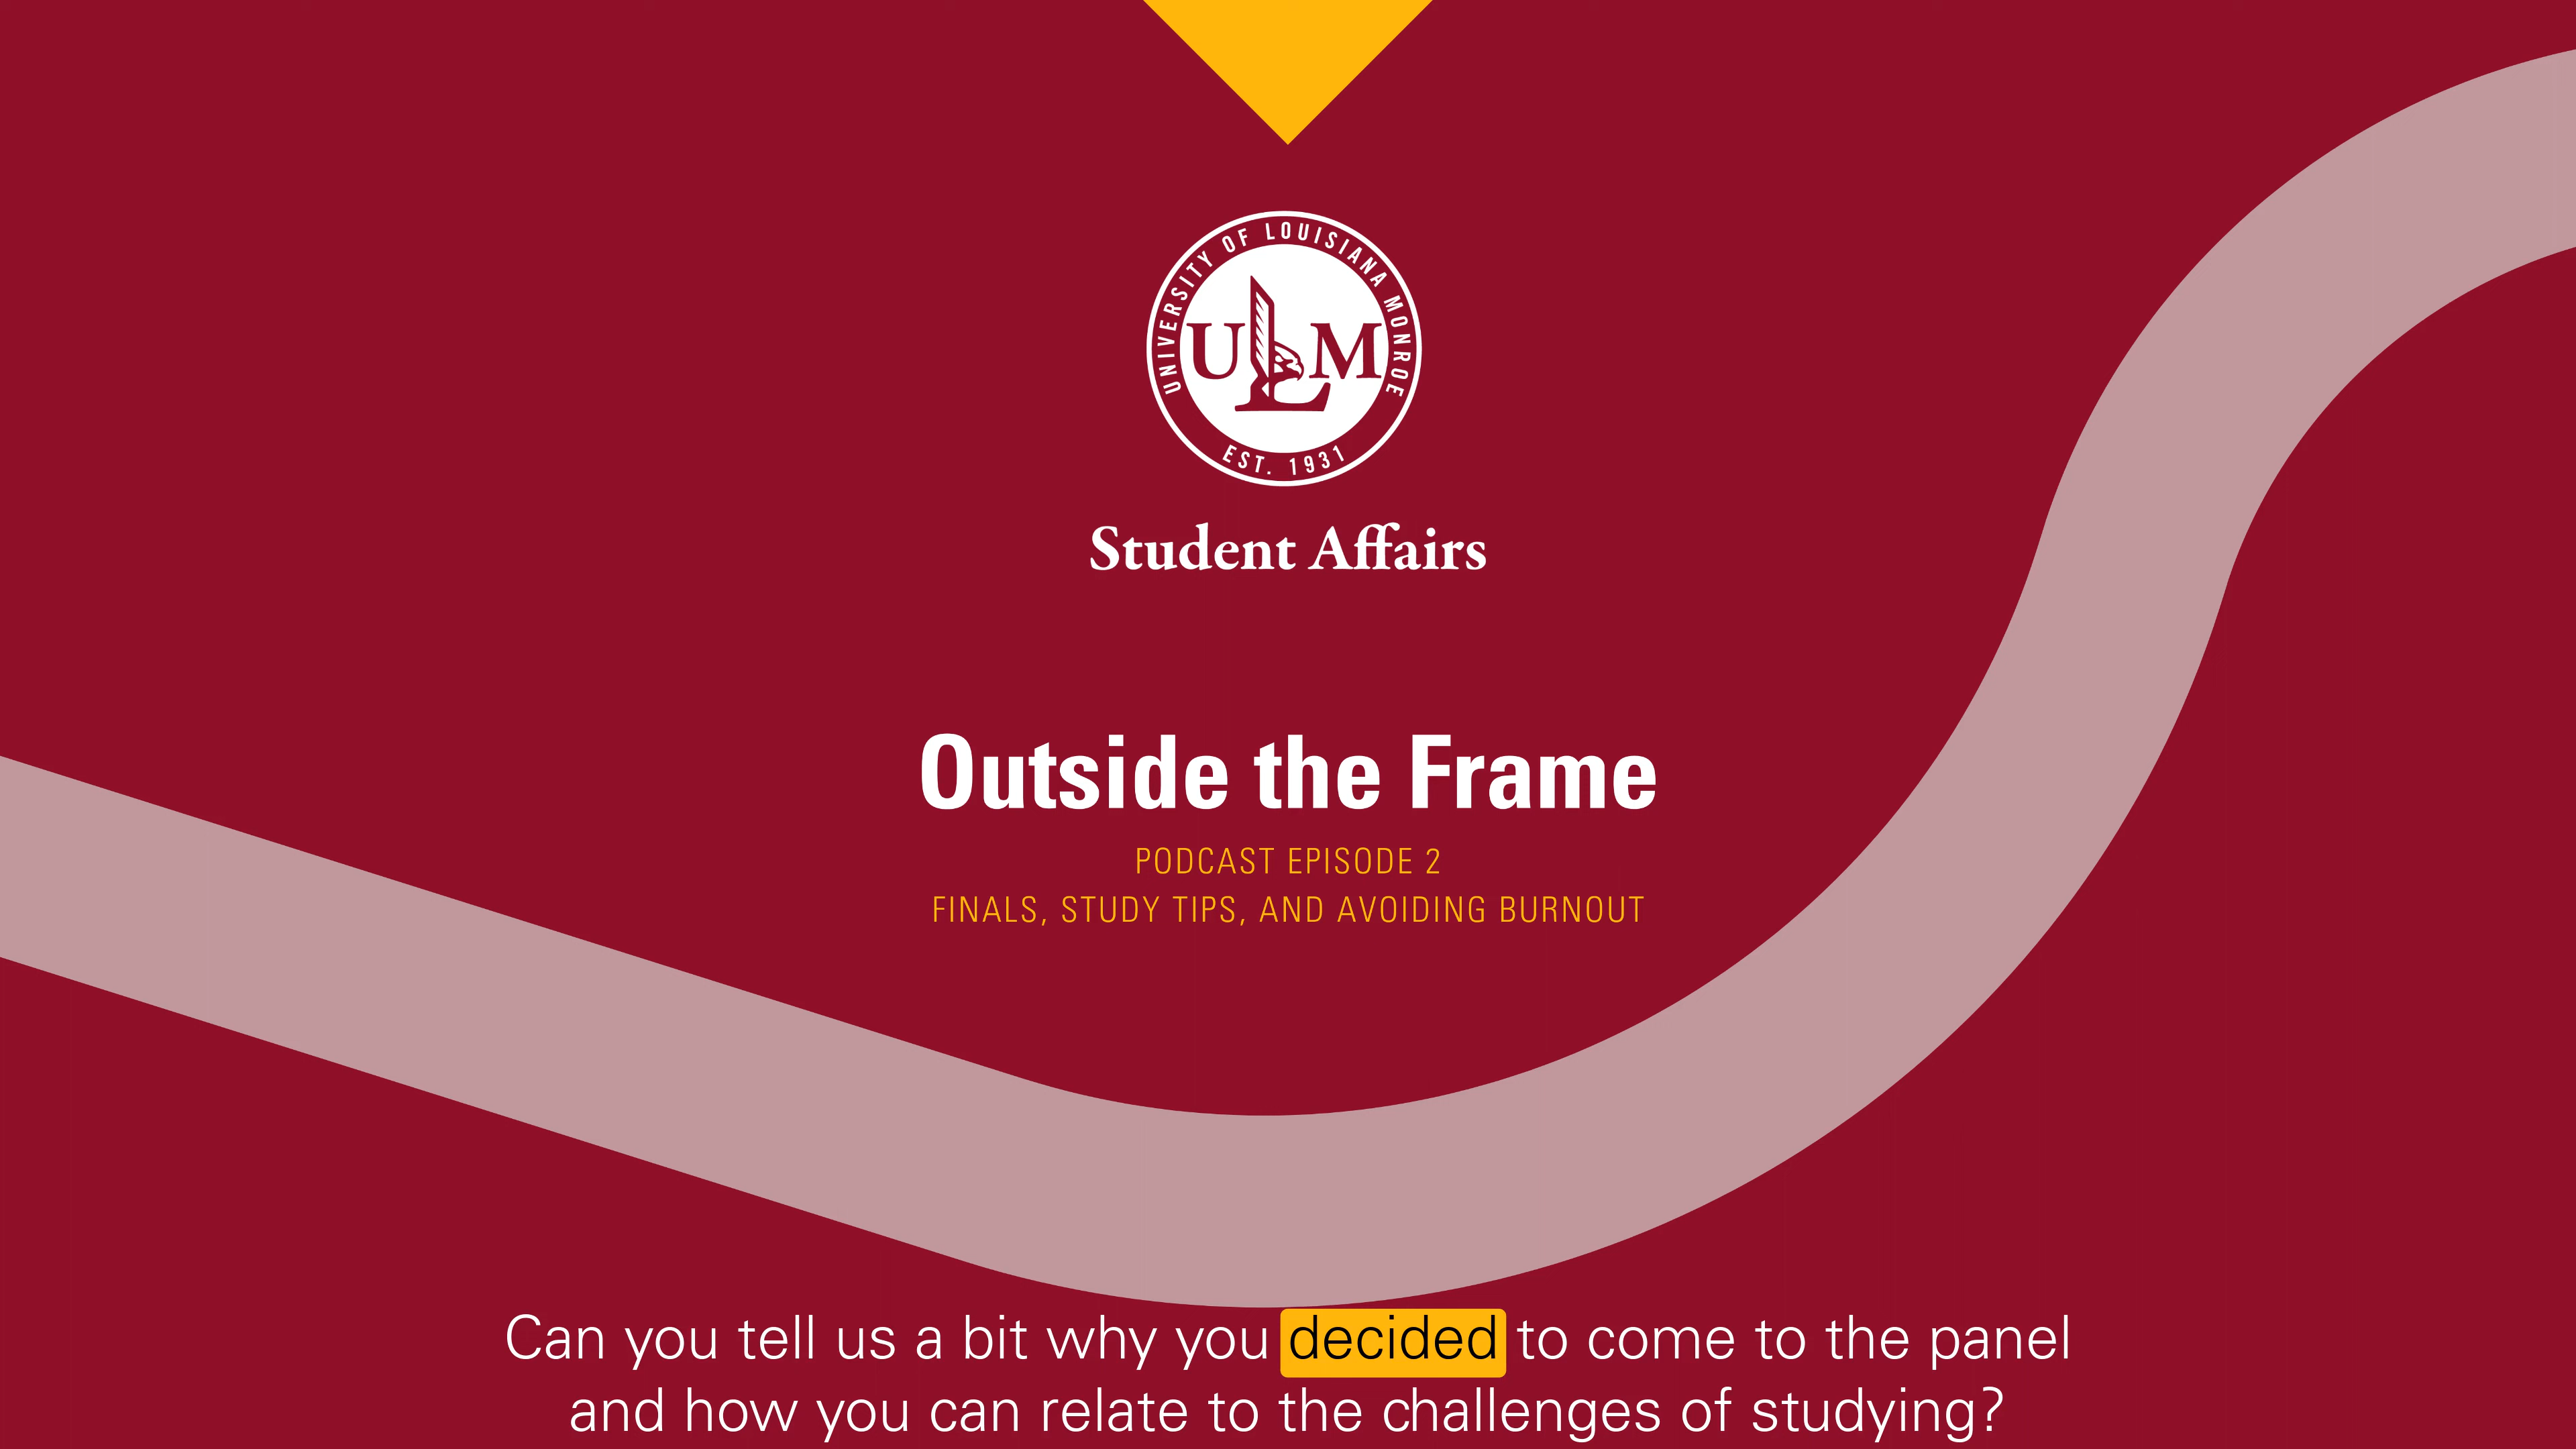 UNIVERSITY OF LOUISIANA MONROE
ULM
EST. 1931
Student Affairs
Outside the Frame
PODCAST EPISODE 2
FINALS, STUDY TIPS, AND AVOIDING BURNOUT
Can you tell us a bit why you decided to come to the panel
and how you can relate to the challenges of studying?